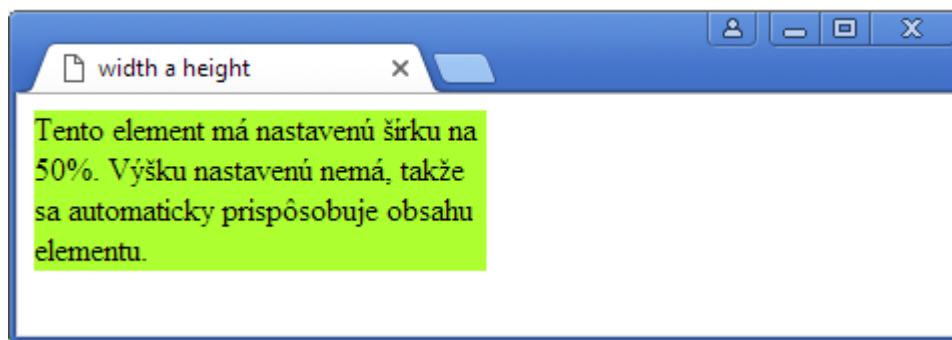 width a height
Tento element má nastavenú šírku na
50%. Výšku nastavenú nemá, takže
sa automaticky prispôsobuje obsahu
elementu.